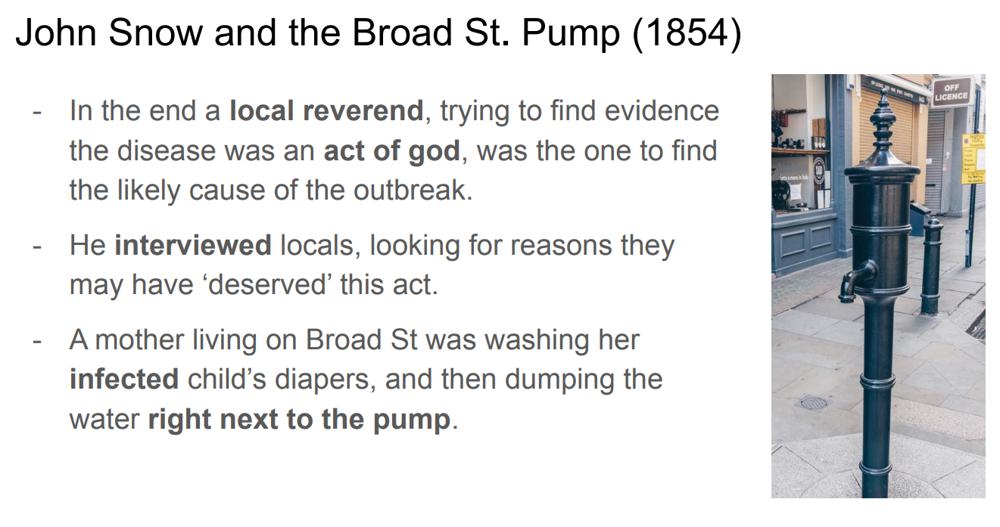 John Snow and the Broad St. Pump (1854)
- In the end a local reverend, trying to find evidence
the disease was an act of god, was the one to find
the likely cause of the outbreak.
- He interviewed locals, looking for reasons they
may have ‘deserved’ this act.
- A mother living on Broad St was washing her
infected child’s diapers, and then dumping the
water right next to the pump.
OFF
LICENCE
NOTICE